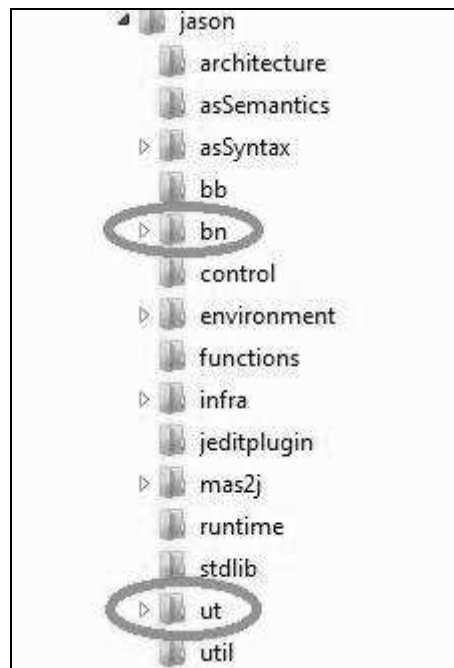 jason
architecture
asSemantics
asSyntax
bb
bn
control
environment
functions
infra
jeditplugin
mas2j
runtime
stdlib
ut
util